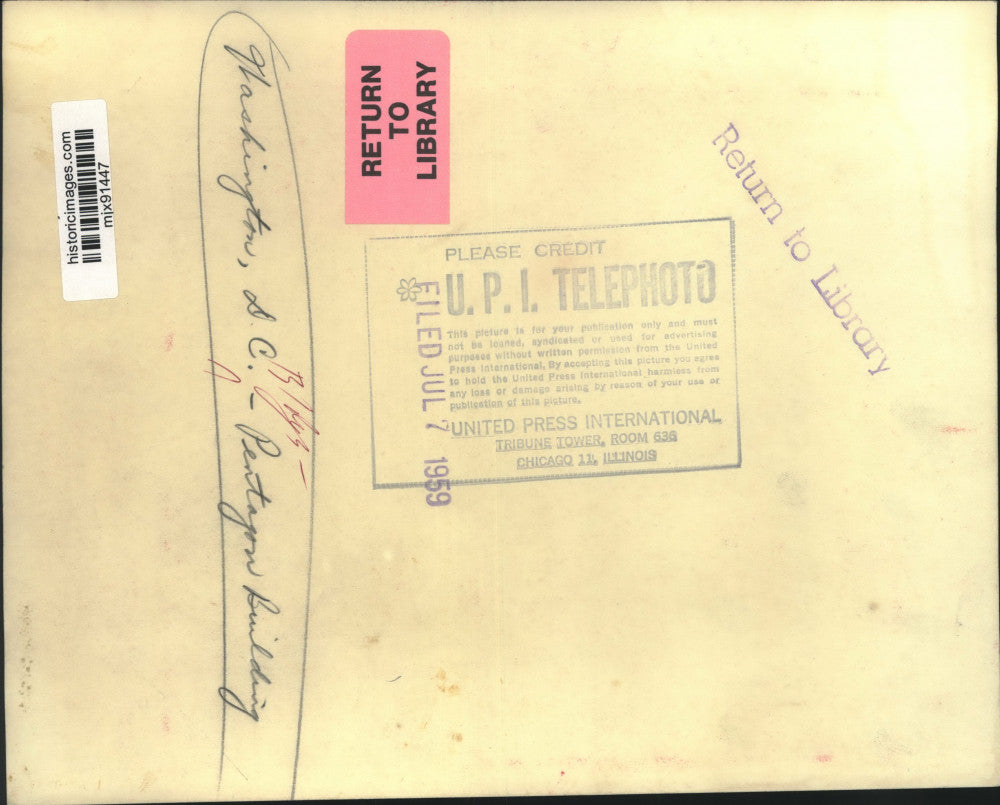 historicimages.com
mjx91447
Washington, D.C. - Pentagon Building
Bldgs -
RETURN
TO
LIBRARY
Return to Library
PLEASE CREDIT
U. P. I. TELEPHOTO
This picture is for your publication only and must
not be loaned, syndicated or used for advertising
purposes without written permission from the United
Press International. By accepting this picture you agree
to hold the United Press International harmless from
any loss or damage arising by reason of your use or
publication of this picture.
UNITED PRESS INTERNATIONAL
TRIBUNE TOWER, ROOM 636
CHICAGO 11, ILLINOIS
FILED JUL 7 1959